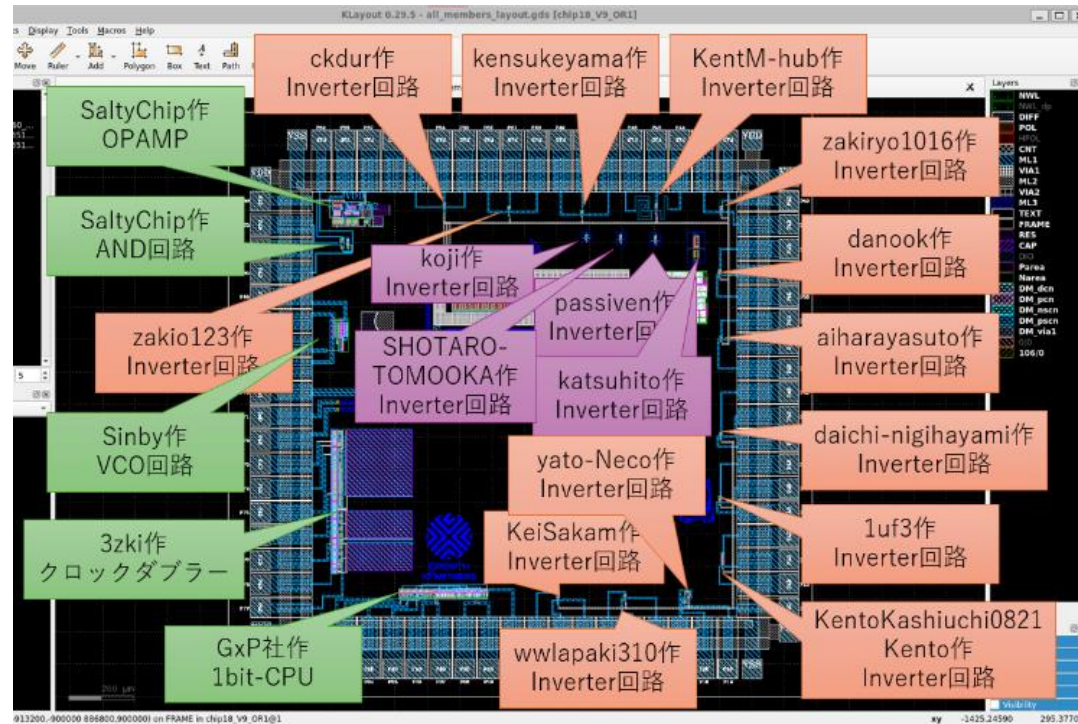 KLayout 0.29.5 - all_members_layout.gds [chip18_V9_OR1]
Display Tools Macros Help
Move Ruler Add Polygon Box Text Path
ckdur作
Inverter回路
kensukeyama作
Inverter回路
KentM-hub作
Inverter回路
SaltyChip作
OPAMP
zakiryo1016作
Inverter回路
SaltyChip作
AND回路
danook作
Inverter回路
koji作
Inverter回路
passiven作
Inverter回路
zakio123作
Inverter回路
SHOTARO-
TOMOOKA作
Inverter回路
aiharayasuto作
Inverter回路
katsuhito作
Inverter回路
Sinby作
VCO回路
daichi-nigihayami作
Inverter回路
yato-Neco作
Inverter回路
3zki作
クロックダブラー
KeiSakam作
Inverter回路
1uf3作
Inverter回路
GxP社作
1bit-CPU
wwlapaki310作
Inverter回路
KentoKashiuchi0821
Kento作
Inverter回路
VSS
VDD
VDD
VSS
200 μm
Layers
NWL
DIFF
POL
CNT
ML1
VIA1
ML2
VIA2
ML3
TEXT
FRAME
RES
CAP
DIO
Parea
Narea
DM_dcn
DM_pcn
DM_nscn
DM_pscn
DM_via1
0/0
106/0
5
Visibility
913200,-900000 886800,900000) on FRAME in chip18_V9_OR1@1
xy -1425.24590 295.3770